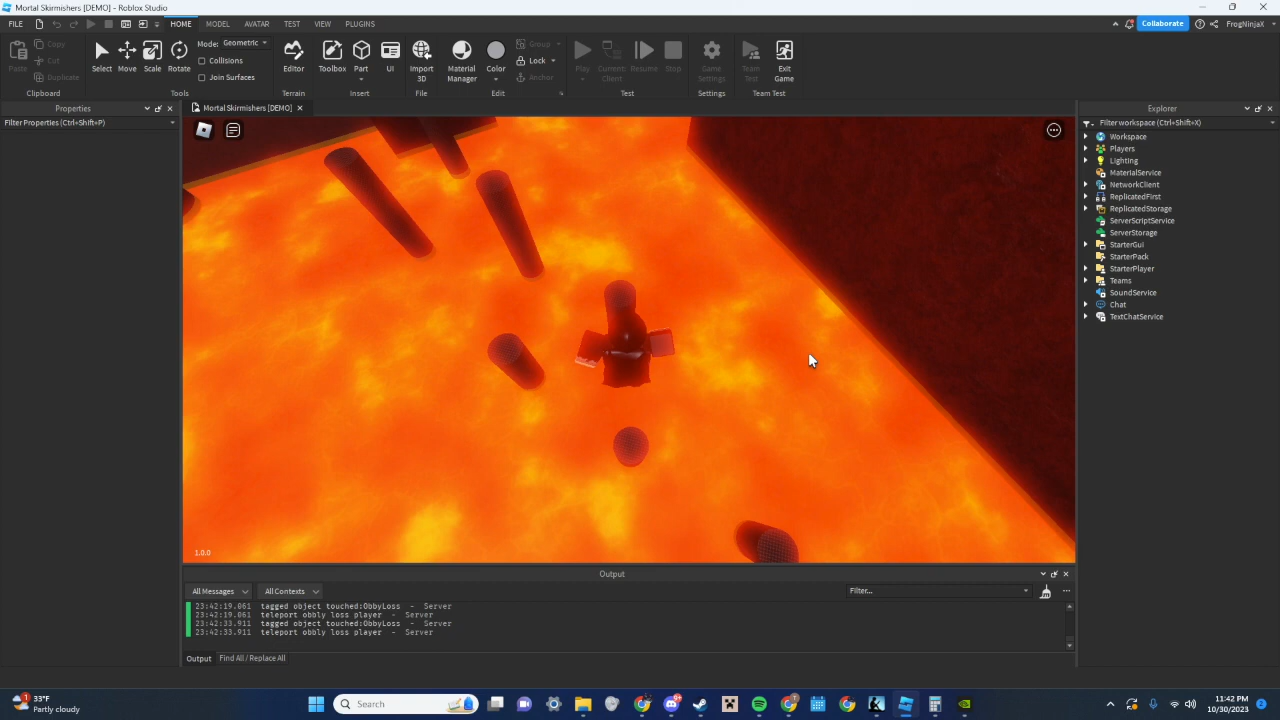 Mortal Skirmishers [DEMO] - Roblox Studio
FILE HOME MODEL AVATAR TEST VIEW PLUGINS Collaborate FrogNinjaX
Paste Copy Cut Duplicate Clipboard
Select Move Scale Rotate Mode: Geometric Collisions Join Surfaces Tools
Editor Terrain
Toolbox Part UI Insert
Import 3D File
Material Manager Color Group Lock Anchor Edit
Play Current: Client Resume Stop Test
Game Settings Settings
Team Test Exit Game Team Test
Properties
Filter Properties (Ctrl+Shift+P)
Mortal Skirmishers [DEMO]
1.0.0
Explorer
Filter workspace (Ctrl+Shift+X)
Workspace
Players
Lighting
MaterialService
NetworkClient
ReplicatedFirst
ReplicatedStorage
ServerScriptService
ServerStorage
StarterGui
StarterPack
StarterPlayer
Teams
SoundService
Chat
TextChatService
Output
All Messages All Contexts Filter...
23:42:19.061 tagged object touched:ObbyLoss - Server
23:42:19.061 teleport obbly loss player - Server
23:42:33.911 tagged object touched:ObbyLoss - Server
23:42:33.911 teleport obbly loss player - Server
Output Find All / Replace All
1 33°F
Partly cloudy
Search
11:42 PM
10/30/2023
2